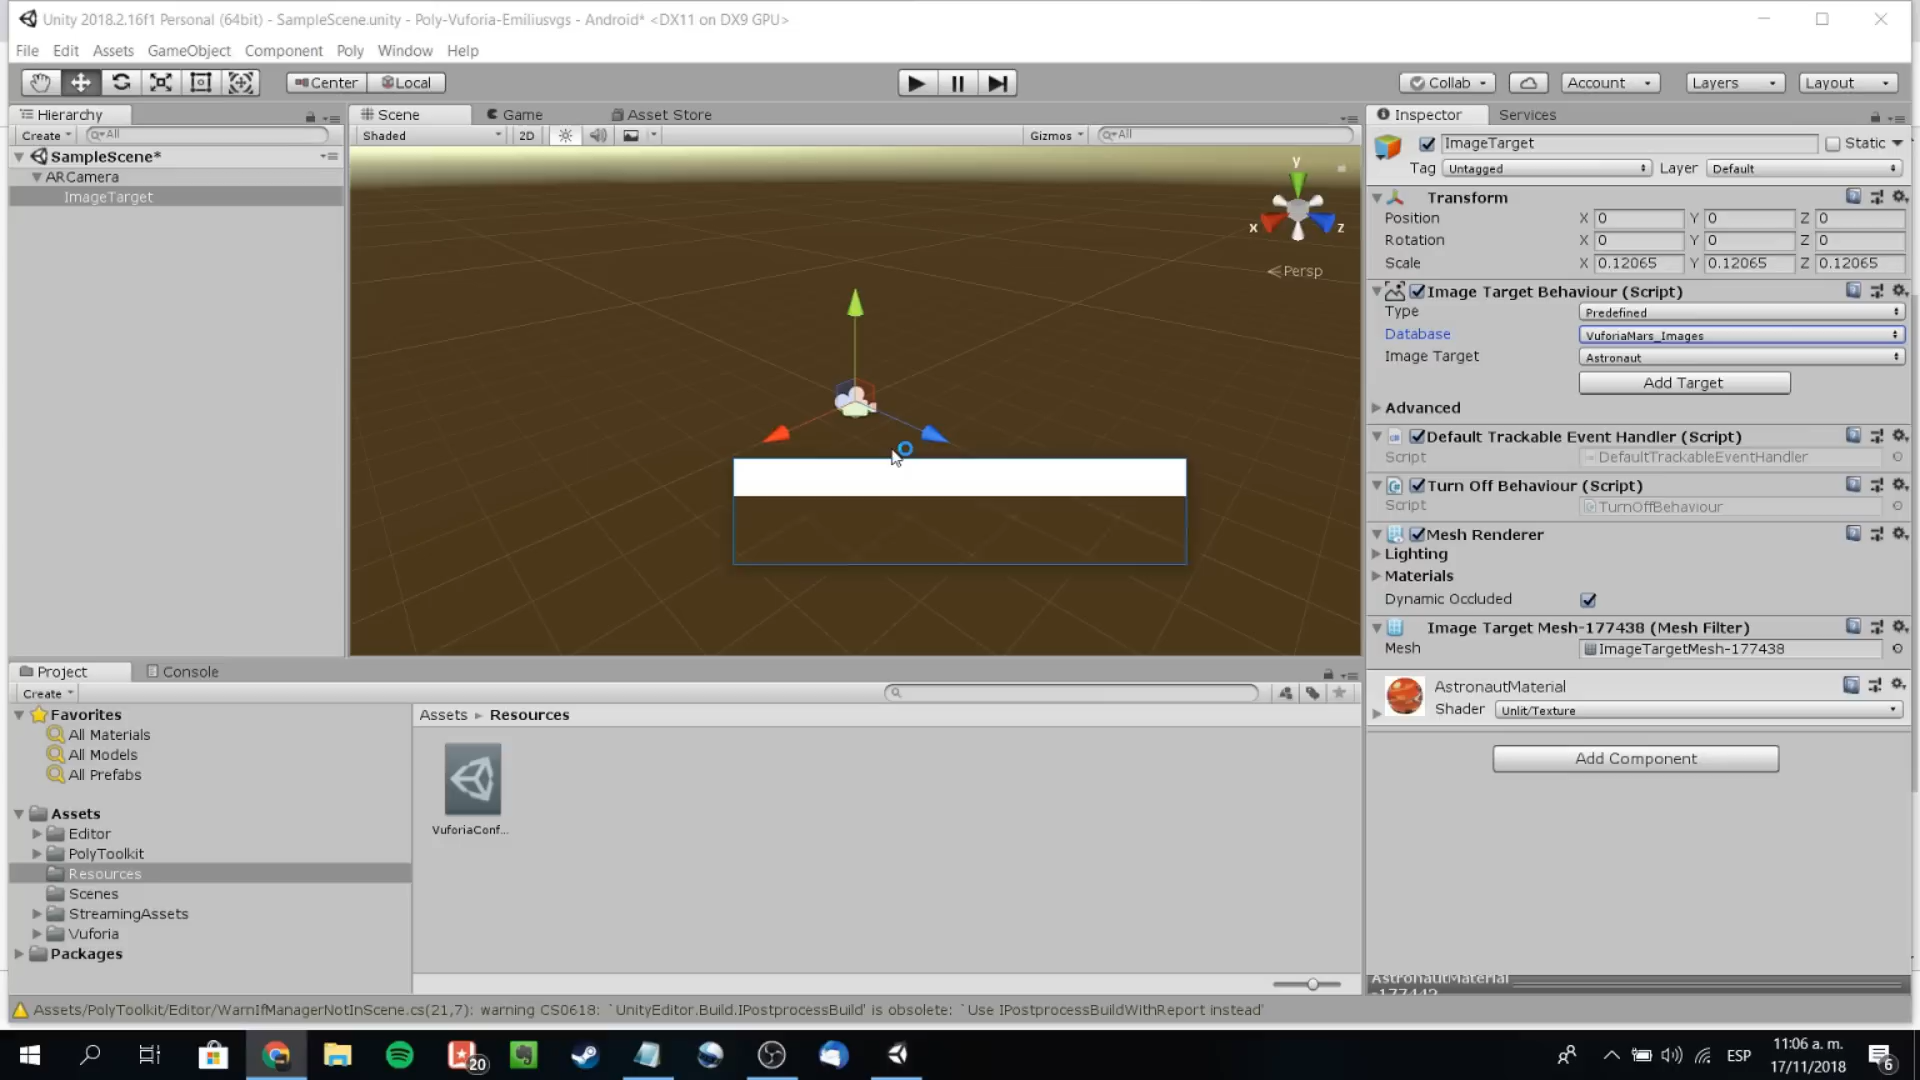 Unity 2018.2.16f1 Personal (64bit) - SampleScene.unity - Poly-Vuforia-Emiliusvgs - Android* <DX11 on DX9 GPU>
File Edit Assets GameObject Component Poly Window Help
Center Local Collab Account Layers Layout
Hierarchy
Create All
SampleScene*
ARCamera
ImageTarget
Scene Game Asset Store
Shaded 2D Gizmos All
y
x z
Persp
Inspector Services
ImageTarget Static
Tag Untagged Layer Default
Transform
Position X 0 Y 0 Z 0
Rotation X 0 Y 0 Z 0
Scale X 0.12065 Y 0.12065 Z 0.12065
Image Target Behaviour (Script)
Type Predefined
Database VuforiaMars_Images
Image Target Astronaut
Add Target
Advanced
Default Trackable Event Handler (Script)
Script DefaultTrackableEventHandler
Turn Off Behaviour (Script)
Script TurnOffBehaviour
Mesh Renderer
Lighting
Materials
Dynamic Occluded
Image Target Mesh-177438 (Mesh Filter)
Mesh ImageTargetMesh-177438
AstronautMaterial
Shader Unlit/Texture
Add Component
AstronautMaterial
-177442
Project Console
Create
Favorites
All Materials
All Models
All Prefabs
Assets
Editor
PolyToolkit
Resources
Scenes
StreamingAssets
Vuforia
Packages
Assets Resources
VuforiaConf...
Assets/PolyToolkit/Editor/WarnIfManagerNotInScene.cs(21,7): warning CS0618: `UnityEditor.Build.IPostprocessBuild' is obsolete: `Use IPostprocessBuildWithReport instead'
20
ESP
11:06 a. m.
17/11/2018
6